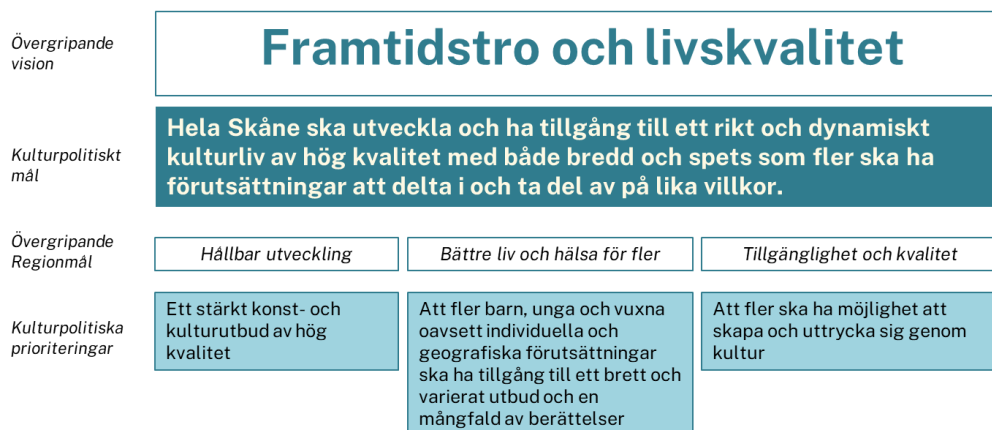 Övergripande
vision
Framtidstro och livskvalitet
Kulturpolitiskt
mål
Hela Skåne ska utveckla och ha tillgång till ett rikt och dynamiskt
kulturliv av hög kvalitet med både bredd och spets som fler ska ha
förutsättningar att delta i och ta del av på lika villkor.
Övergripande
Regionmål
Hållbar utveckling
Bättre liv och hälsa för fler
Tillgänglighet och kvalitet
Kulturpolitiska
prioriteringar
Ett stärkt konst- och
kulturutbud av hög
kvalitet
Att fler barn, unga och vuxna
oavsett individuella och
geografiska förutsättningar
ska ha tillgång till ett brett och
varierat utbud och en
mångfald av berättelser
Att fler ska ha möjlighet att
skapa och uttrycka sig genom
kultur